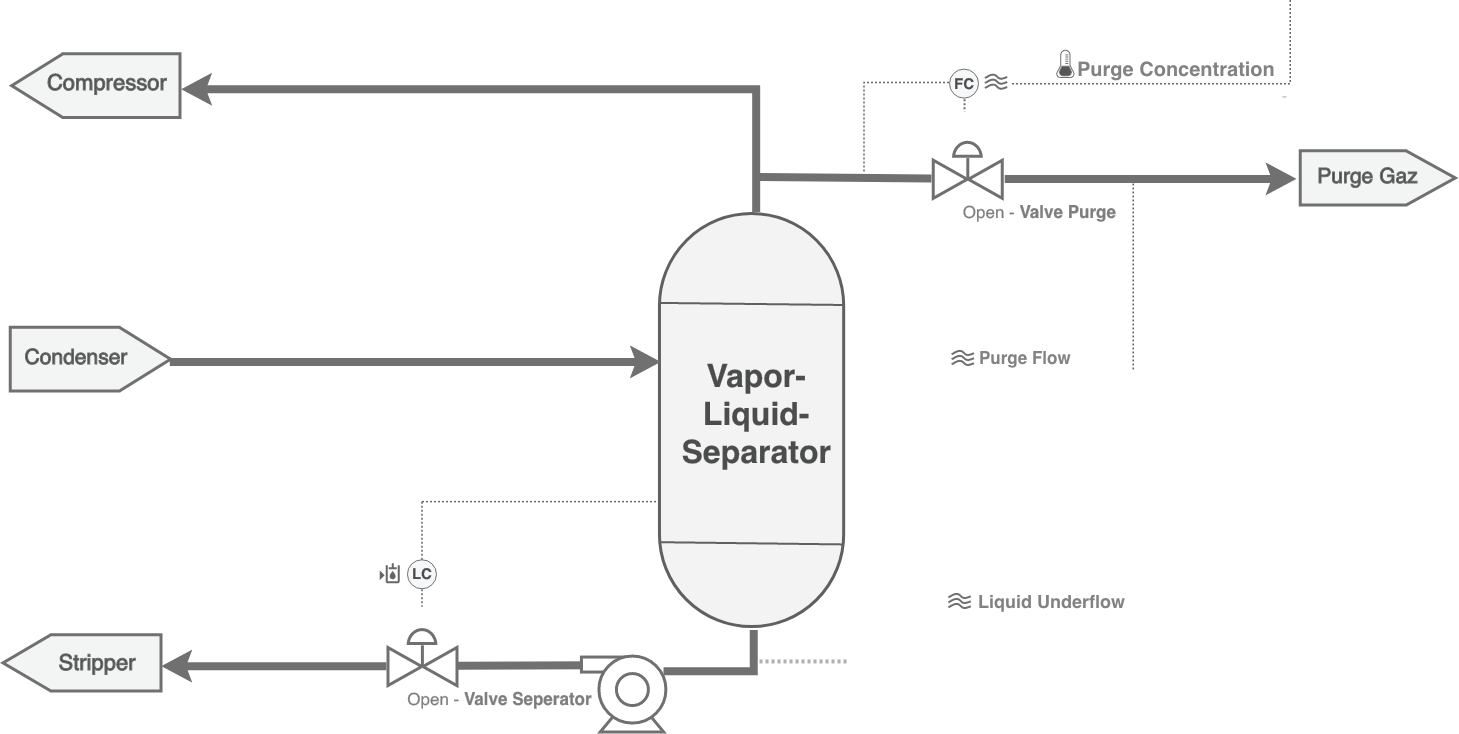 Compressor
FC
Purge Concentration
Purge Gaz
Open - Valve Purge
Condenser
Vapor-
Liquid-
Separator
Purge Flow
LC
Liquid Underflow
Stripper
Open - Valve Seperator